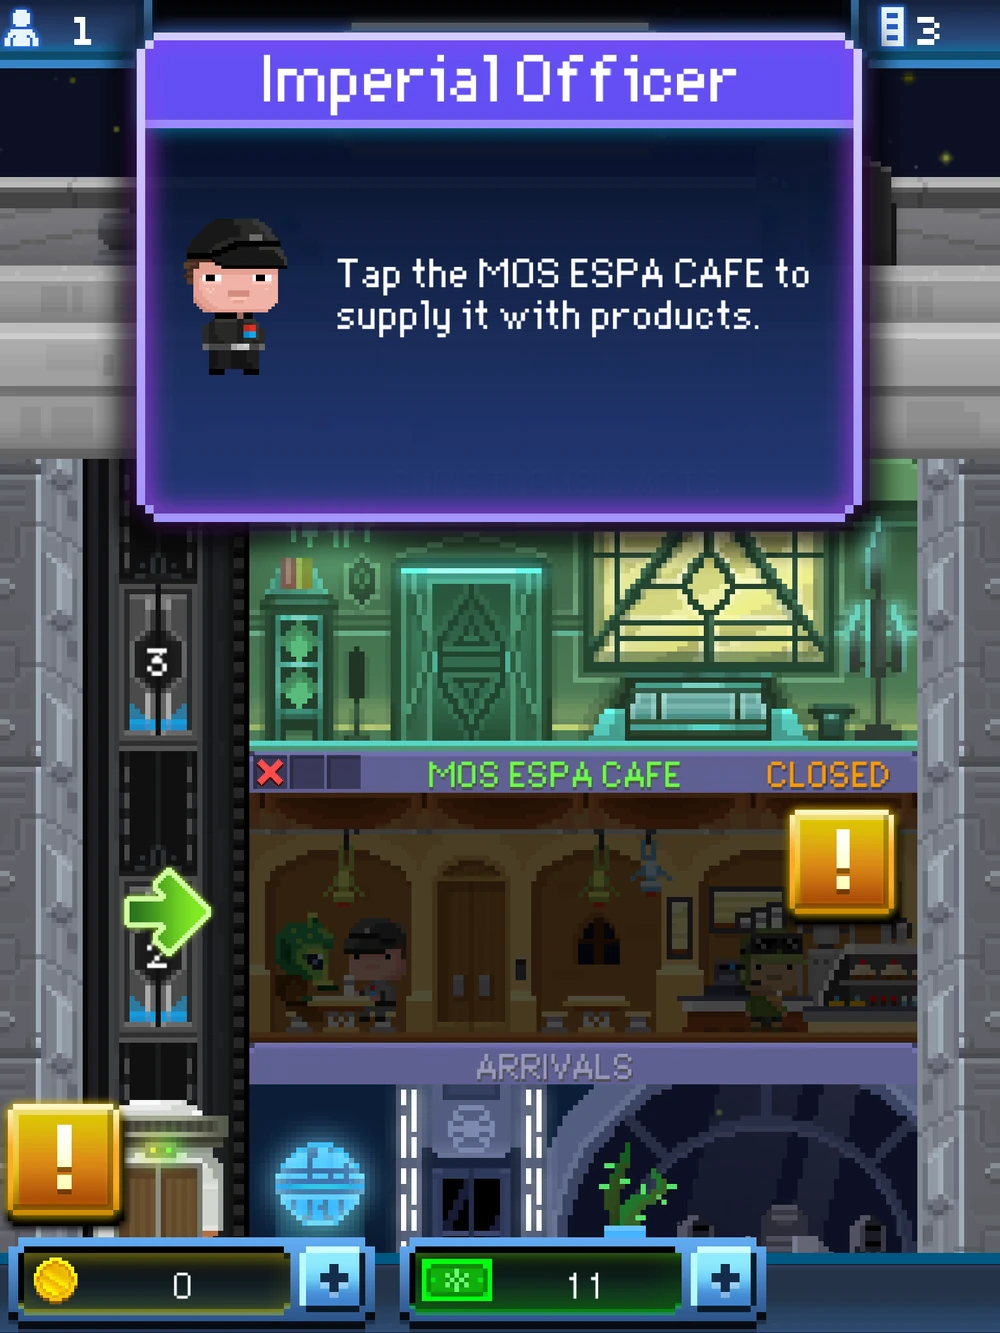 1
3
Imperial Officer
Tap the MOS ESPA CAFE to
supply it with products.
3
MOS ESPA CAFE CLOSED
!
2
ARRIVALS
!
0 +
11 +